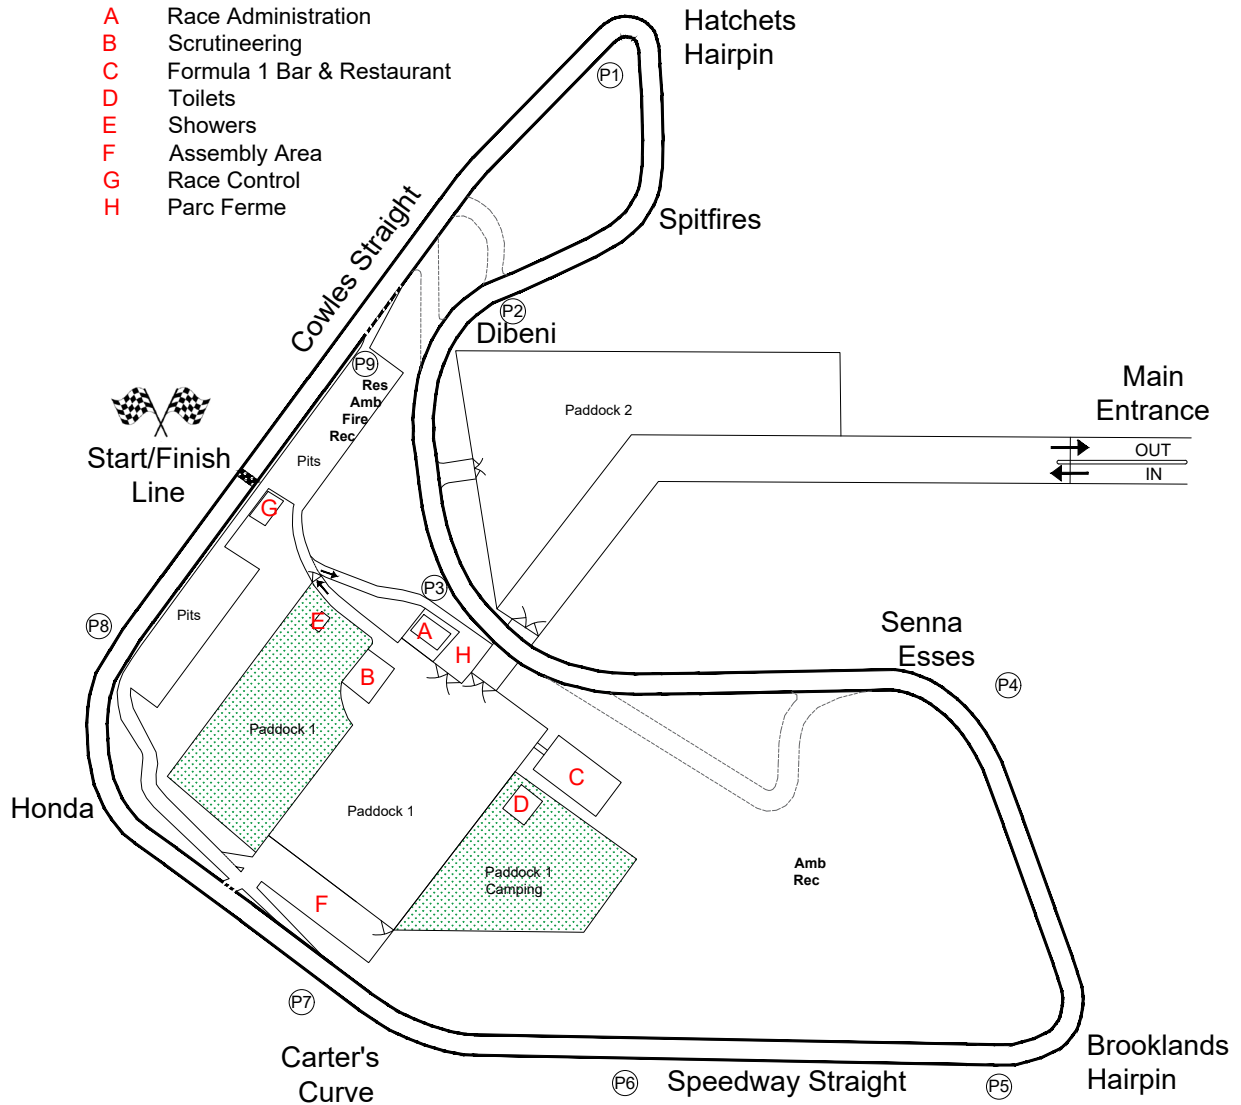 A Race Administration
B Scrutineering
C Formula 1 Bar & Restaurant
D Toilets
E Showers
F Assembly Area
G Race Control
H Parc Ferme
Hatchets
Hairpin
P1
Spitfires
Cowles Straight
P2
Dibeni
P9
Res
Amb
Fire
Rec
Pits
Paddock 2
Main
Entrance
OUT
IN
Start/Finish
Line
G
P3
P8
Pits
E
A
H
B
Senna
Esses
P4
Paddock 1
Honda
Paddock 1
C
D
Paddock 1
Camping
Amb
Rec
F
P7
Carter's
Curve
P6
Speedway Straight
P5
Brooklands
Hairpin